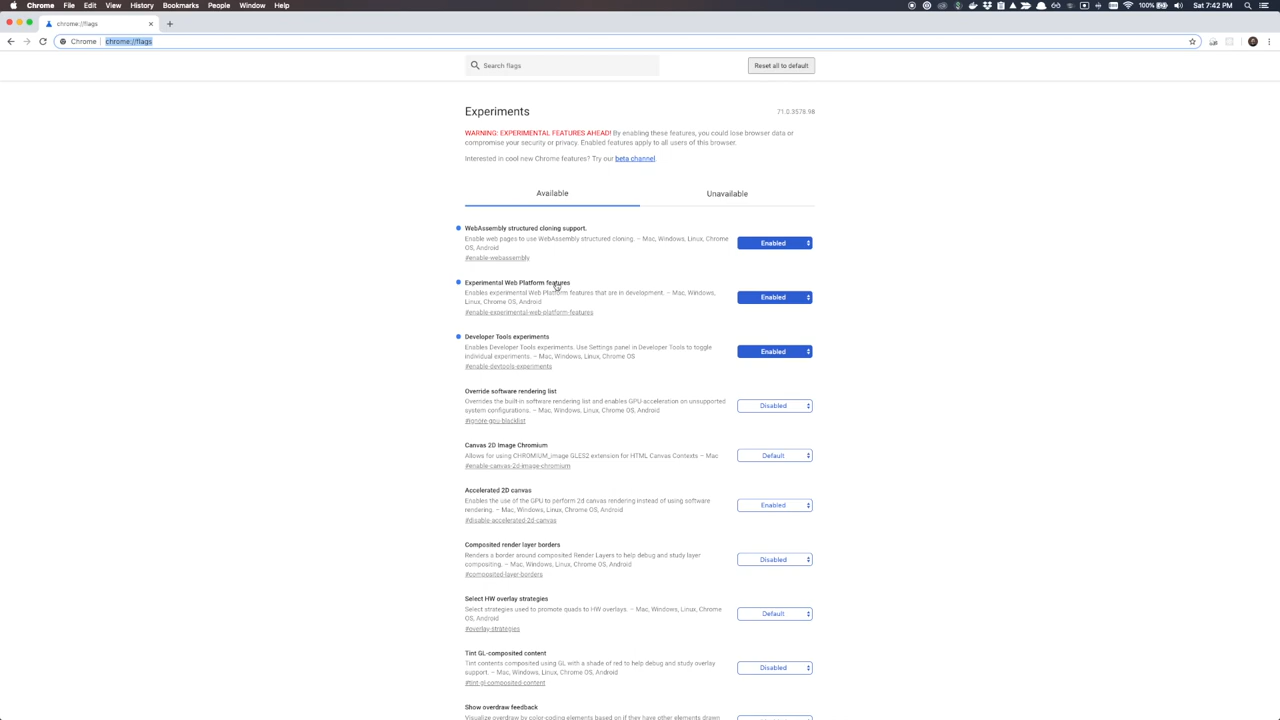 Chrome File Edit View History Bookmarks People Window Help
100% Sat 7:42 PM
chrome://flags
Chrome chrome://flags
Search flags
Reset all to default
Experiments
71.0.3578.98
WARNING: EXPERIMENTAL FEATURES AHEAD! By enabling these features, you could lose browser data or
compromise your security or privacy. Enabled features apply to all users of this browser.
Interested in cool new Chrome features? Try our beta channel.
Available Unavailable
WebAssembly structured cloning support.
Enable web pages to use WebAssembly structured cloning. – Mac, Windows, Linux, Chrome
OS, Android
#enable-webassembly
Enabled
Experimental Web Platform features
Enables experimental Web Platform features that are in development. – Mac, Windows,
Linux, Chrome OS, Android
#enable-experimental-web-platform-features
Enabled
Developer Tools experiments
Enables Developer Tools experiments. Use Settings panel in Developer Tools to toggle
individual experiments. – Mac, Windows, Linux, Chrome OS
#enable-devtools-experiments
Enabled
Override software rendering list
Overrides the built-in software rendering list and enables GPU-acceleration on unsupported
system configurations. – Mac, Windows, Linux, Chrome OS, Android
#ignore-gpu-blacklist
Disabled
Canvas 2D Image Chromium
Allows for using CHROMIUM_image GLES2 extension for HTML Canvas Contexts – Mac
#enable-canvas-2d-image-chromium
Default
Accelerated 2D canvas
Enables the use of the GPU to perform 2d canvas rendering instead of using software
rendering. – Mac, Windows, Linux, Chrome OS, Android
#disable-accelerated-2d-canvas
Enabled
Composited render layer borders
Renders a border around composited Render Layers to help debug and study layer
compositing. – Mac, Windows, Linux, Chrome OS, Android
#composited-layer-borders
Disabled
Select HW overlay strategies
Select strategies used to promote quads to HW overlays. – Mac, Windows, Linux, Chrome
OS, Android
#overlay-strategies
Default
Tint GL-composited content
Tint contents composited using GL with a shade of red to help debug and study overlay
support. – Mac, Windows, Linux, Chrome OS, Android
#tint-gl-composited-content
Disabled
Show overdraw feedback
Visualize overdraw by color-coding elements based on if they have other elements drawn